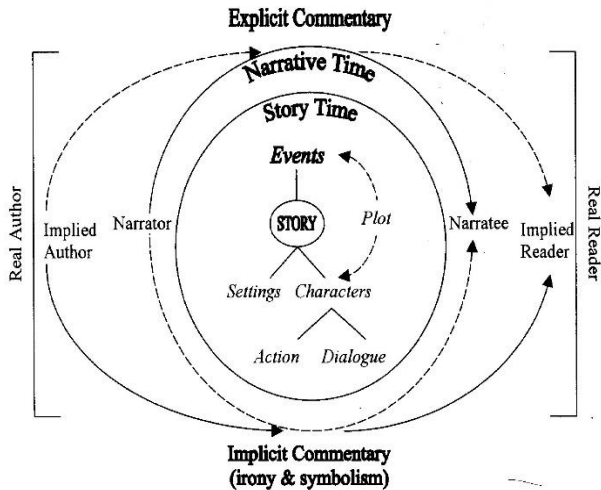 Explicit Commentary
Narrative Time
Story Time
Events
Real Author
Implied
Author
Narrator
STORY
Plot
Narratee
Implied
Reader
Real Reader
Settings
Characters
Action
Dialogue
Implicit Commentary
(irony & symbolism)